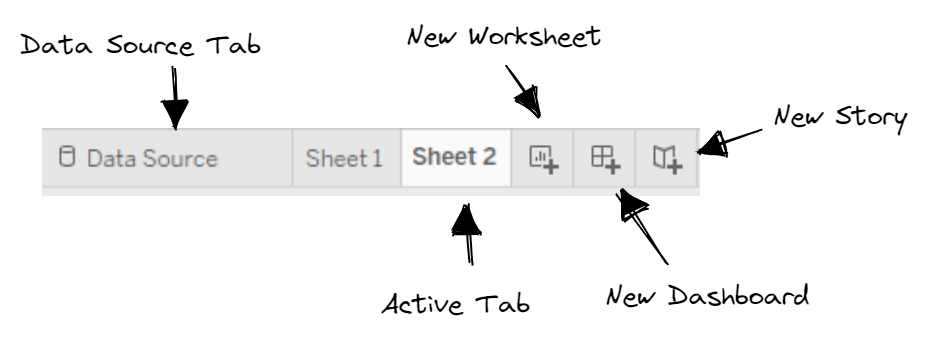 Data Source Tab
New Worksheet
New Story
Data Source
Sheet 1
Sheet 2
Active Tab
New Dashboard